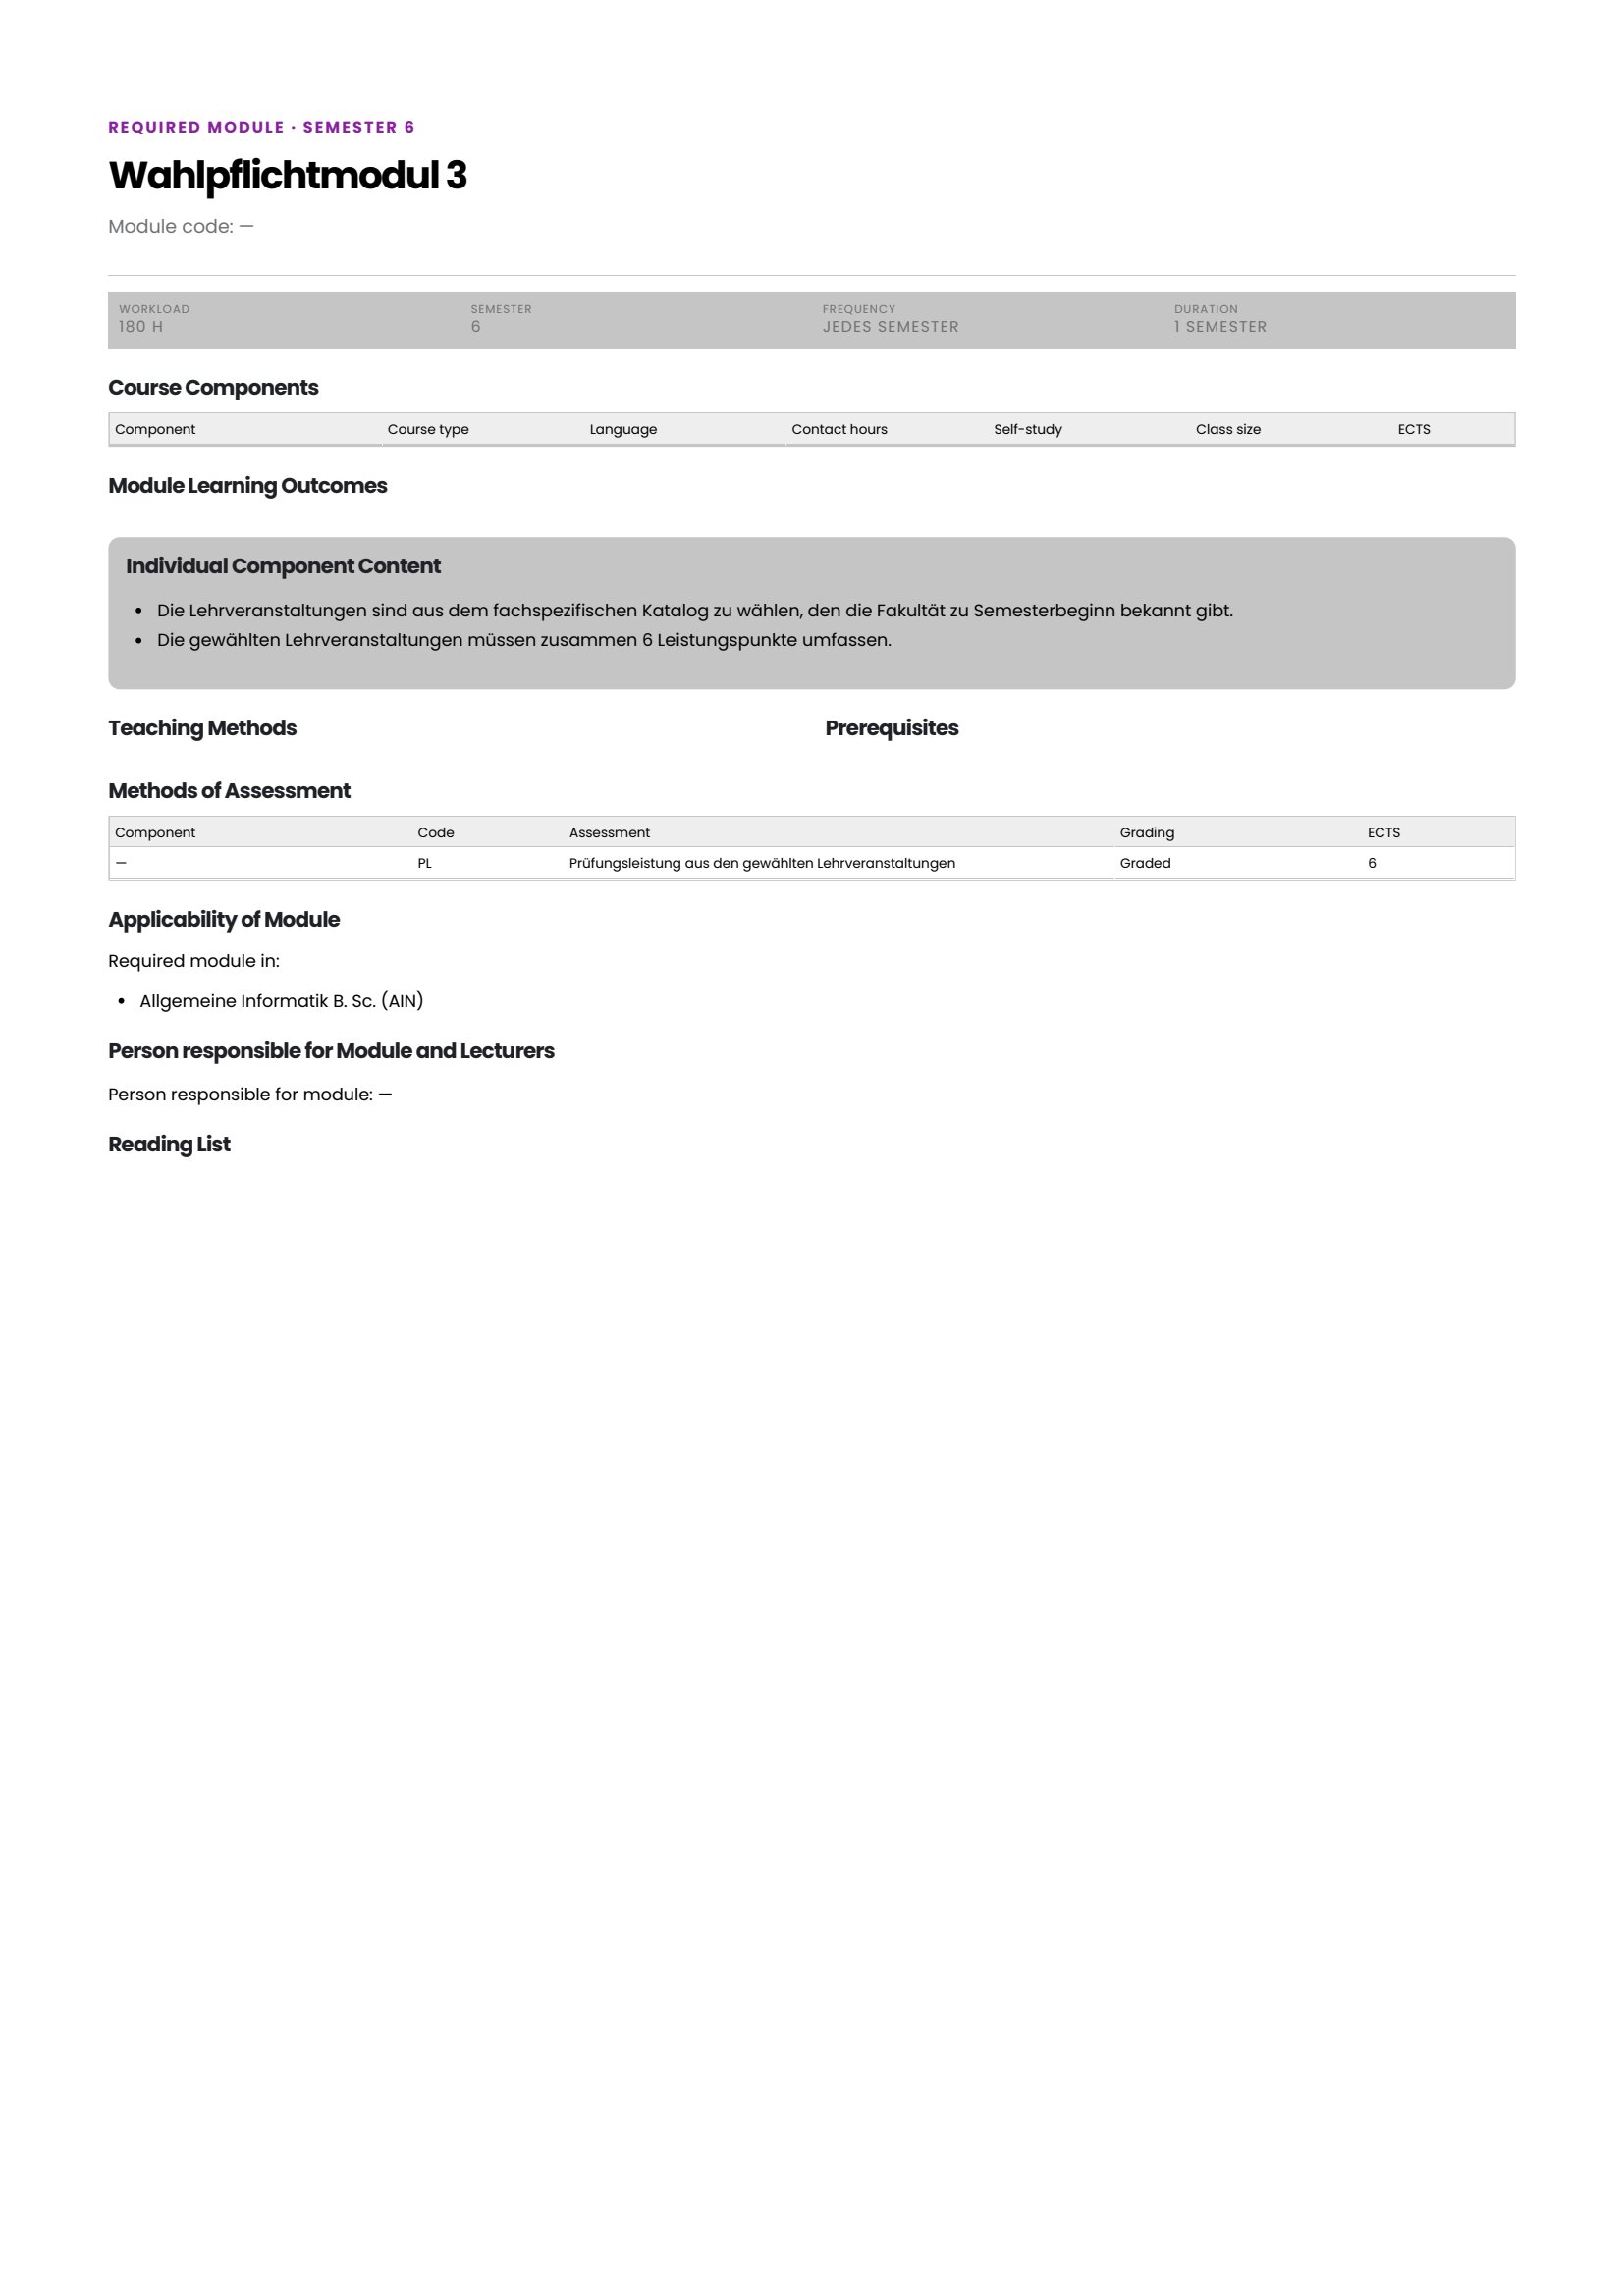 REQUIRED MODULE · SEMESTER 6
Wahlpflichtmodul 3
Module code: —
WORKLOAD SEMESTER FREQUENCY DURATION
180 H 6 JEDES SEMESTER 1 SEMESTER
Course Components
Component Course type Language Contact hours Self-study Class size ECTS
Module Learning Outcomes
Individual Component Content
• Die Lehrveranstaltungen sind aus dem fachspezifischen Katalog zu wählen, den die Fakultät zu Semesterbeginn bekannt gibt.
• Die gewählten Lehrveranstaltungen müssen zusammen 6 Leistungspunkte umfassen.
Teaching Methods Prerequisites
Methods of Assessment
Component Code Assessment Grading ECTS
— PL Prüfungsleistung aus den gewählten Lehrveranstaltungen Graded 6
Applicability of Module
Required module in:
• Allgemeine Informatik B. Sc. (AIN)
Person responsible for Module and Lecturers
Person responsible for module: —
Reading List